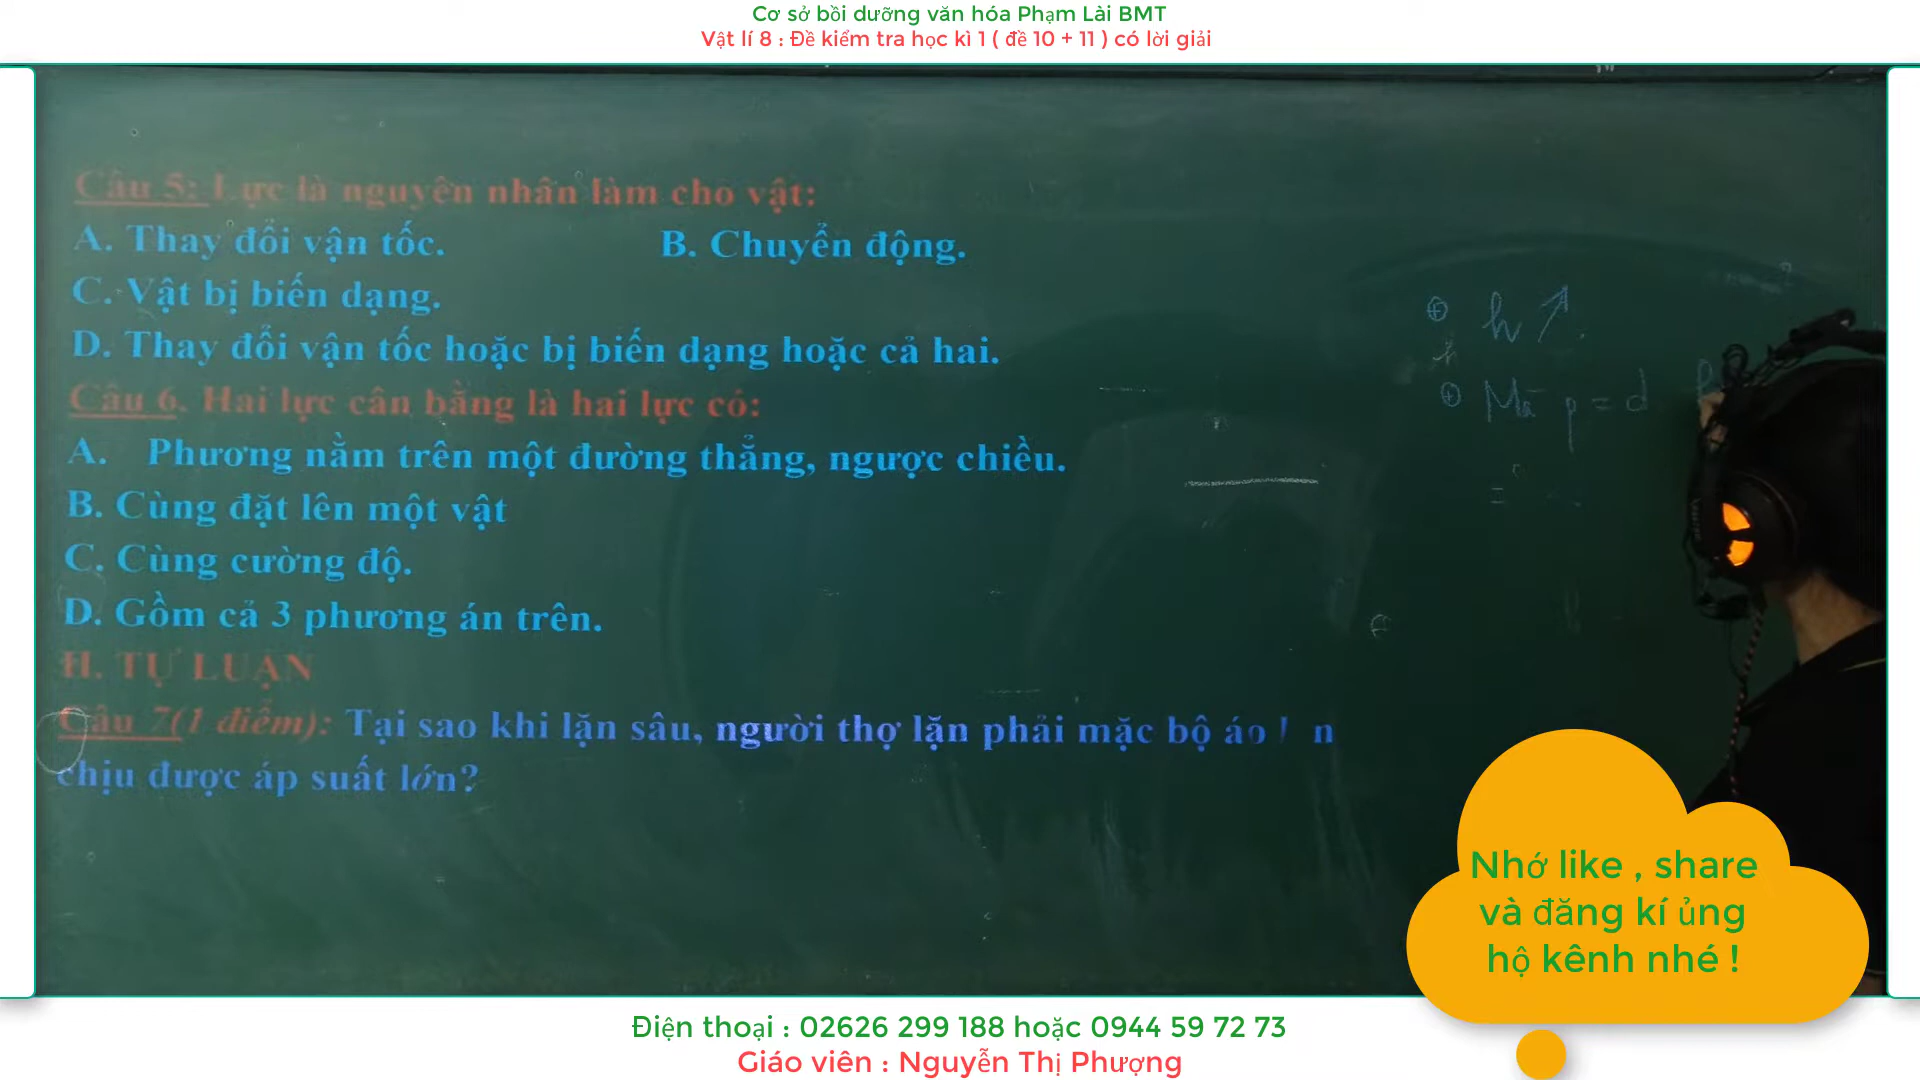 Cơ sở bồi dưỡng văn hóa Phạm Lài BMT
Vật lí 8 : Đề kiểm tra học kì 1 ( đề 10 + 11 ) có lời giải
Câu 5: Lực là nguyên nhân làm cho vật:
A. Thay đổi vận tốc. B. Chuyển động.
C. Vật bị biến dạng.
D. Thay đổi vận tốc hoặc bị biến dạng hoặc cả hai.
Câu 6. Hai lực cân bằng là hai lực có:
A. Phương nằm trên một đường thẳng, ngược chiều.
B. Cùng đặt lên một vật
C. Cùng cường độ.
D. Gồm cả 3 phương án trên.
II. TỰ LUẬN
Câu 7(1 điểm): Tại sao khi lặn sâu, người thợ lặn phải mặc bộ áo
chịu được áp suất lớn?
⊕ h ↗.
⊕ Mà p = d
Nhớ like , share
và đăng kí ủng
hộ kênh nhé !
Điện thoại : 02626 299 188 hoặc 0944 59 72 73
Giáo viên : Nguyễn Thị Phượng